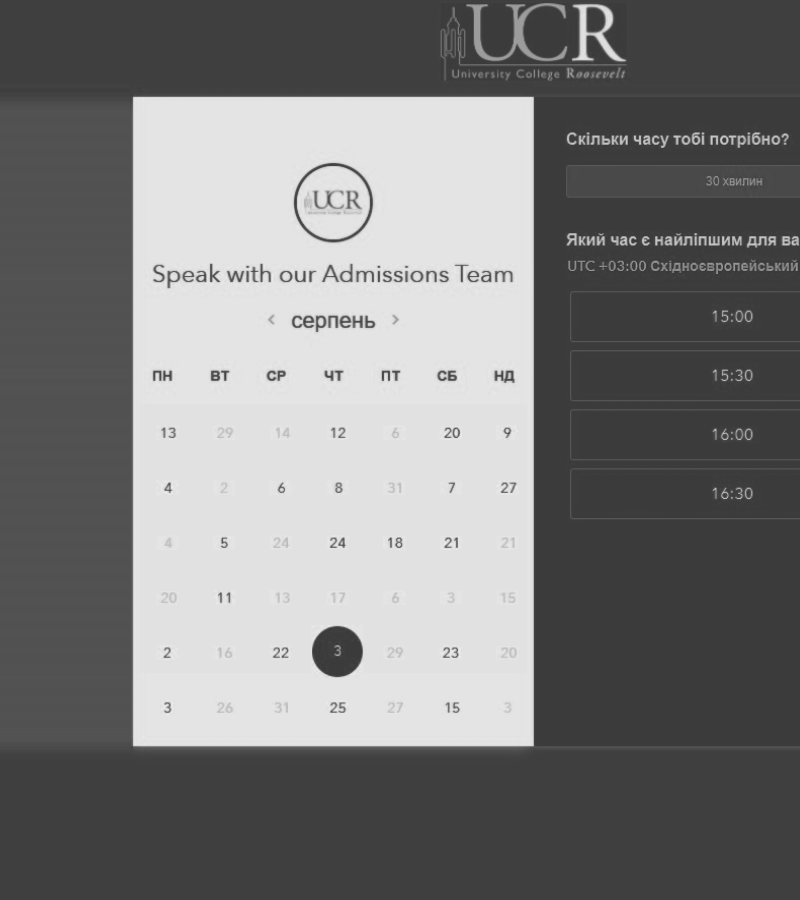 UCR
University College Roosevelt
UCR
Speak with our Admissions Team
< серпень >
ПН ВТ СР ЧТ ПТ СБ НД
13 29 14 12 6 20 9
4 2 6 8 31 7 27
4 5 24 24 18 21 21
20 11 13 17 6 3 15
2 16 22 3 29 23 20
3 26 31 25 27 15 3
Скільки часу тобі потрібно?
30 хвилин
Який час є найліпшим для ва
UTC +03:00 Східноєвропейський
15:00
15:30
16:00
16:30